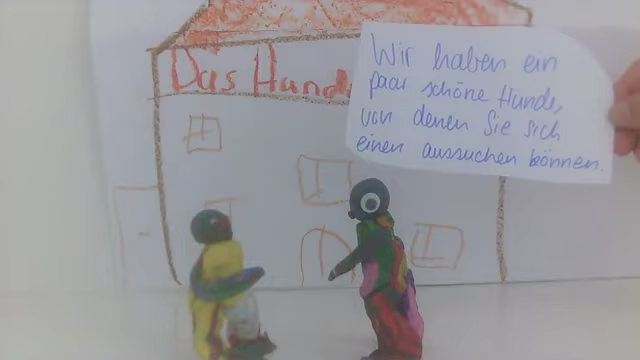 Das Hund
Wir haben ein
paar schöne Hunde,
von denen Sie sich
einen aussuchen können.